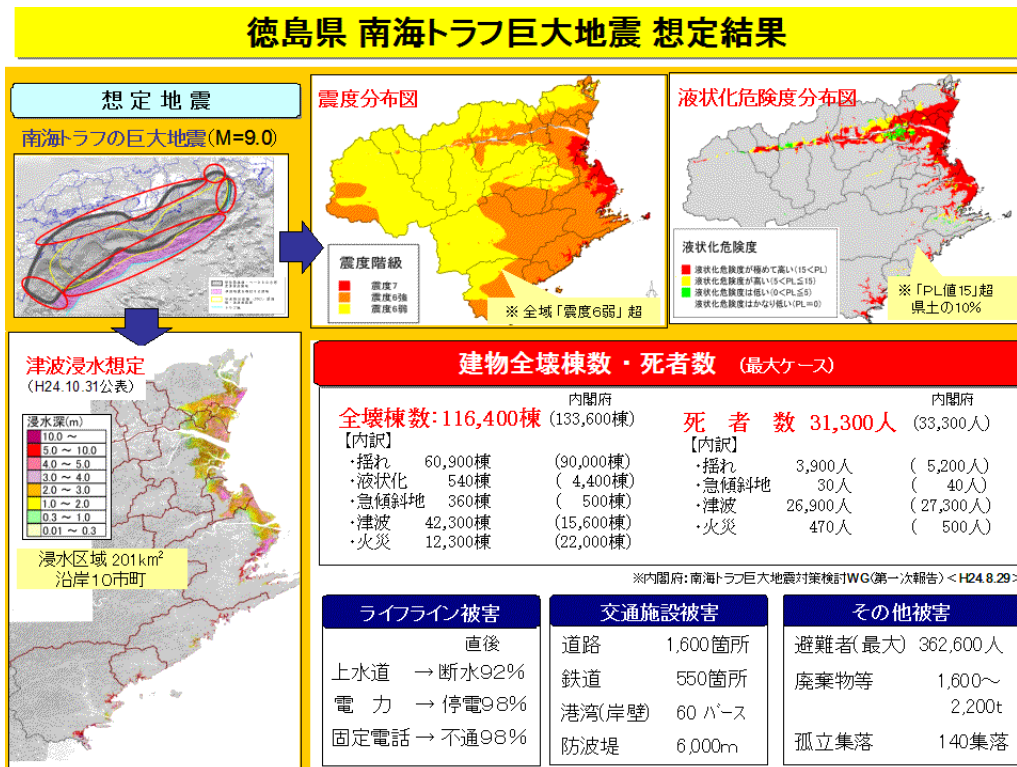 徳島県 南海トラフ巨大地震 想定結果
想定地震
南海トラフの巨大地震(M=9.0)
震度分布図
震度階級
震度7
震度6強
震度6弱
※ 全域「震度6弱」超
液状化危険度分布図
液状化危険度
液状化危険度が極めて高い(15<PL)
液状化危険度が高い(5<PL≦15)
液状化危険度は低い(0<PL≦5)
液状化危険度はかなり低い(PL=0)
※「PL値15」超
県土の10%
津波浸水想定
(H24.10.31公表)
浸水深(m)
10.0 ~
5.0 ~ 10.0
4.0 ~ 5.0
3.0 ~ 4.0
2.0 ~ 3.0
1.0 ~ 2.0
0.3 ~ 1.0
0.01 ~ 0.3
浸水区域 201km²
沿岸10市町
建物全壊棟数・死者数 (最大ケース)
内閣府
全壊棟数:116,400棟 (133,600棟)
【内訳】
・揺れ 60,900棟 (90,000棟)
・液状化 540棟 ( 4,400棟)
・急傾斜地 360棟 ( 500棟)
・津波 42,300棟 (15,600棟)
・火災 12,300棟 (22,000棟)
内閣府
死者数 31,300人 (33,300人)
【内訳】
・揺れ 3,900人 ( 5,200人)
・急傾斜地 30人 ( 40人)
・津波 26,900人 (27,300人)
・火災 470人 ( 500人)
※内閣府:南海トラフ巨大地震対策検討WG(第一次報告)<H24.8.29>
ライフライン被害
直後
上水道 → 断水92%
電 力 → 停電98%
固定電話 → 不通98%
交通施設被害
道路 1,600箇所
鉄道 550箇所
港湾(岸壁) 60 バース
防波堤 6,000m
その他被害
避難者(最大) 362,600人
廃棄物等 1,600~
2,200t
孤立集落 140集落